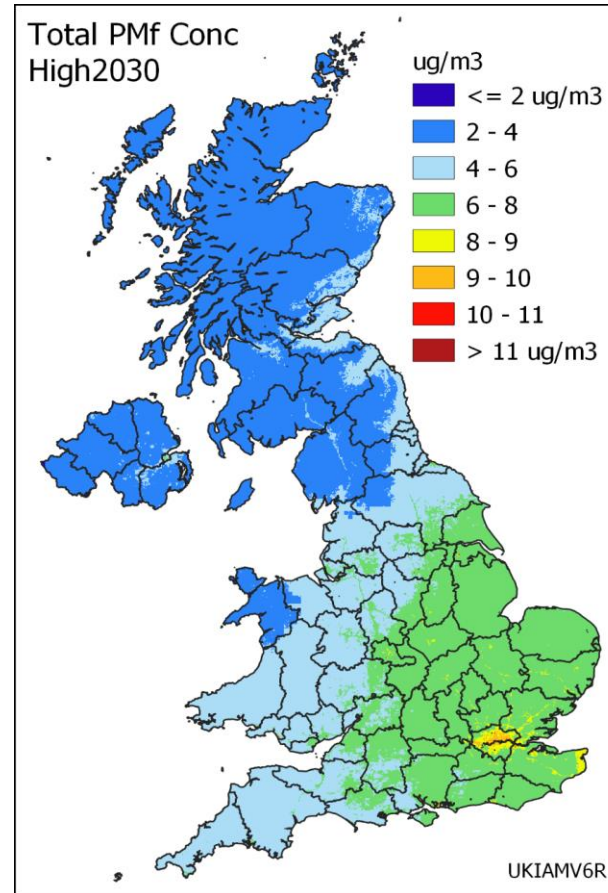 Total PMf Conc
High2030
ug/m3
<= 2 ug/m3
2 - 4
4 - 6
6 - 8
8 - 9
9 - 10
10 - 11
> 11 ug/m3
UKIAMV6R